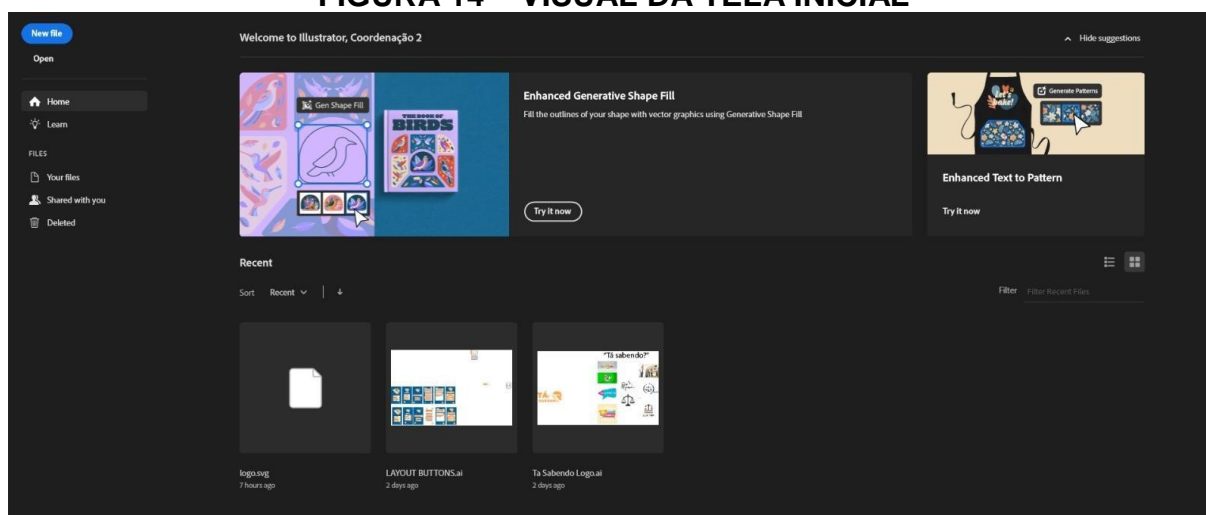 FIGURA 14 – VISUAL DA TELA INICIAL
New file
Open
Home
Learn
FILES
Your files
Shared with you
Deleted
Welcome to Illustrator, Coordenação 2
Hide suggestions
Gen Shape Fill
THE BOOK OF
BIRDS
Enhanced Generative Shape Fill
Fill the outlines of your shape with vector graphics using Generative Shape Fill
Try it now
Let's
bake!
Generate Patterns
Enhanced Text to Pattern
Try it now
Recent
Sort Recent
Filter Filter Recent Files
"Tá sabendo?"
TÁ
logo.svg
7 hours ago
LAYOUT BUTTONS.ai
2 days ago
Ta Sabendo Logo.ai
2 days ago